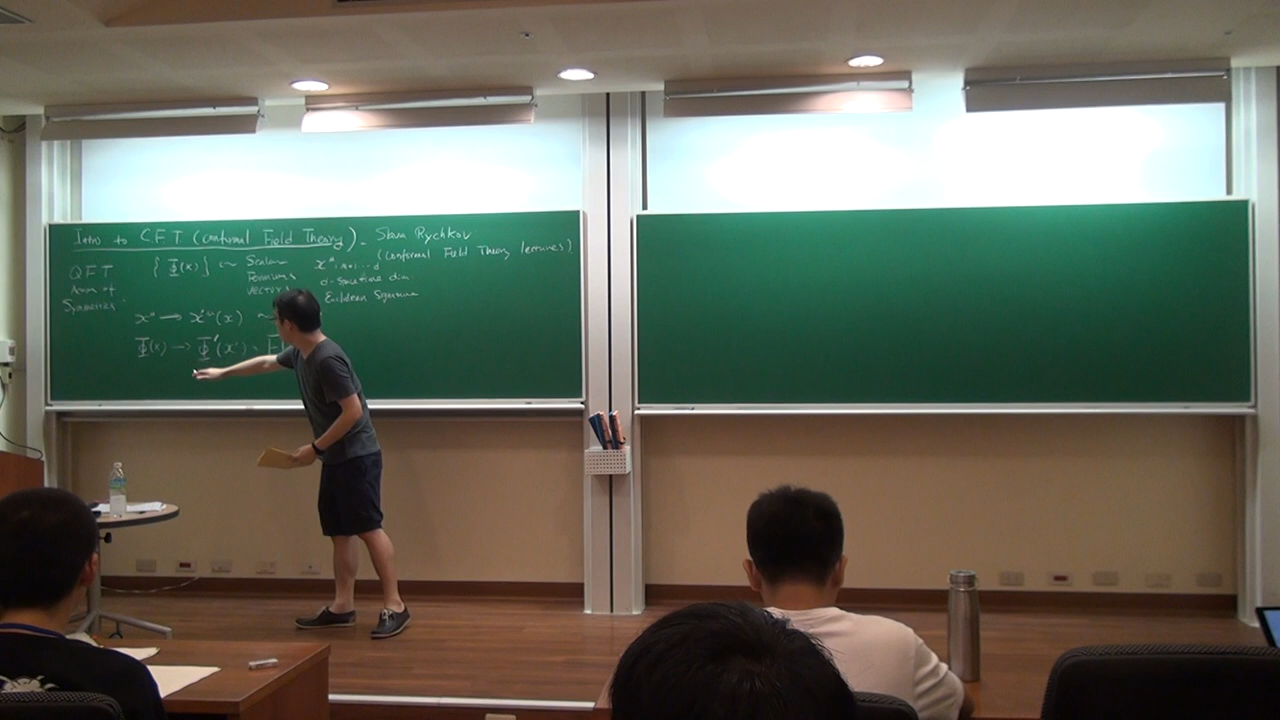 Intro to CFT (Conformal Field Theory). Slava Rychkov
(Conformal Field Theory lectures)
QFT { Φ(x) } ~ Scalar
Fermions
vectors
d-spacetime dim.
Euclidean Signature
Symmetries:
x^μ → x'^μ(x) ~
Φ(x) → Φ'(x') =